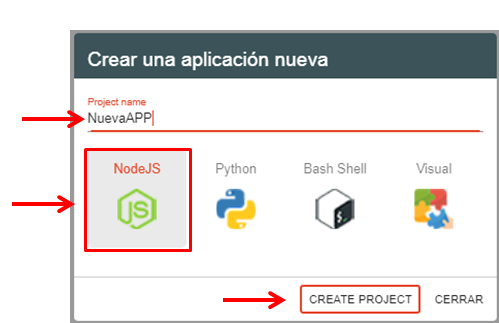 Crear una aplicación nueva
Project name
NuevaAPP
NodeJS Python Bash Shell Visual
JS $_
CREATE PROJECT CERRAR